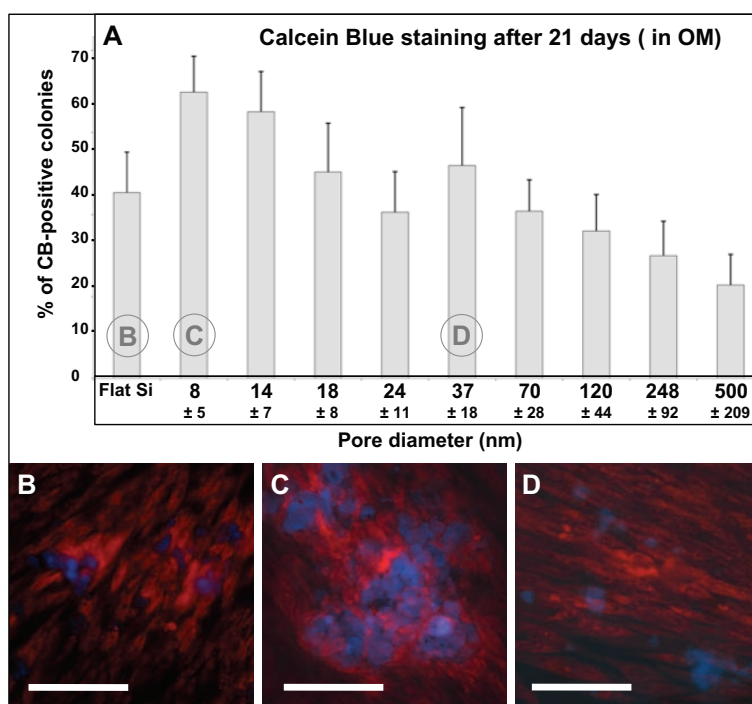 A
Calcein Blue staining after 21 days ( in OM)
% of CB-positive colonies
70
60
50
40
30
20
10
0
B
C
D
Flat Si 8 14 18 24 37 70 120 248 500
± 5 ± 7 ± 8 ± 11 ± 18 ± 28 ± 44 ± 92 ± 209
Pore diameter (nm)
B
C
D